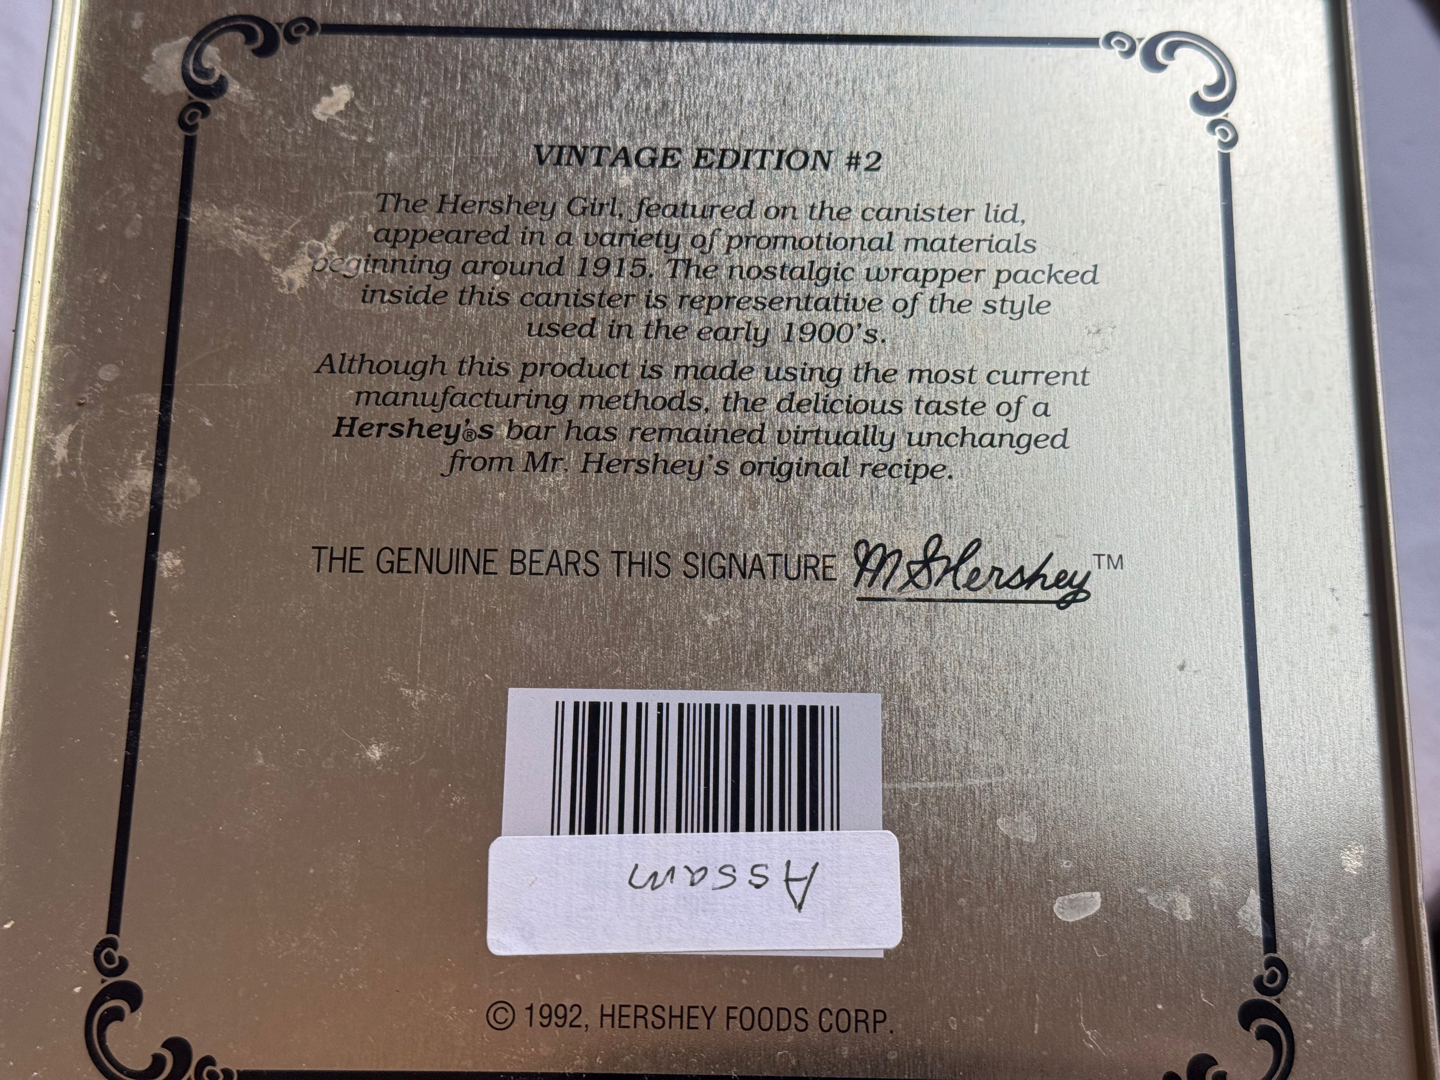 VINTAGE EDITION #2
The Hershey Girl, featured on the canister lid,
appeared in a variety of promotional materials
beginning around 1915. The nostalgic wrapper packed
inside this canister is representative of the style
used in the early 1900's.
Although this product is made using the most current
manufacturing methods, the delicious taste of a
Hershey's® bar has remained virtually unchanged
from Mr. Hershey's original recipe.
THE GENUINE BEARS THIS SIGNATURE M S Hershey™
Assam
© 1992, HERSHEY FOODS CORP.